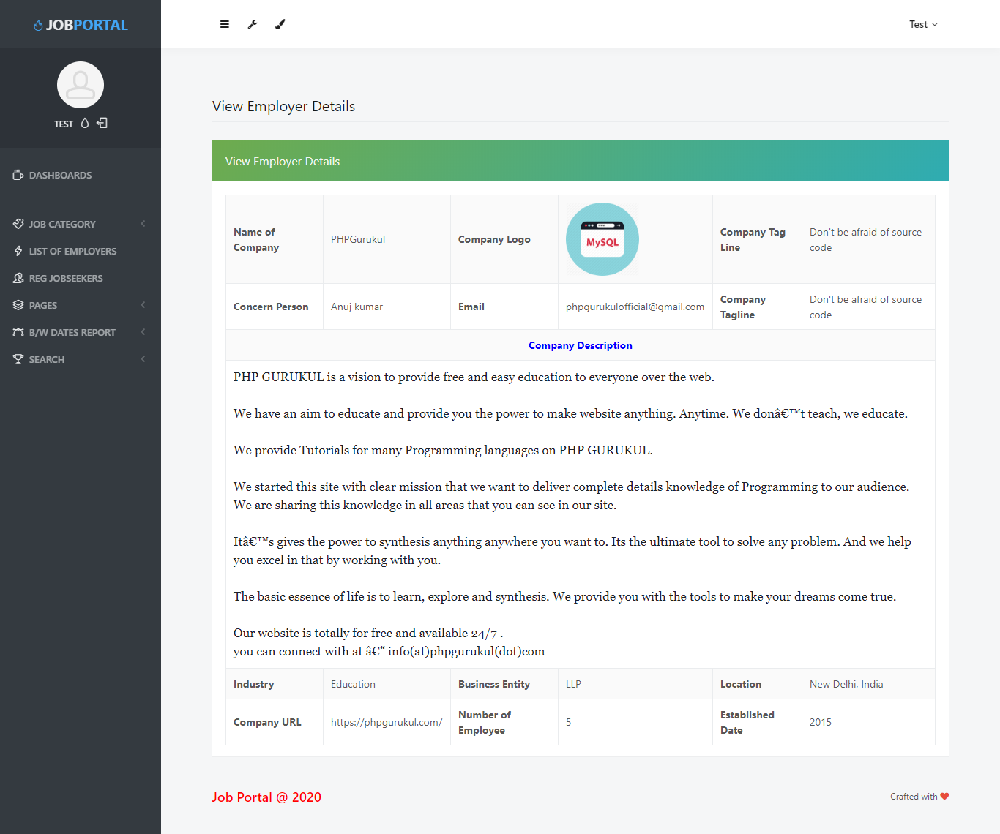 JOBPORTAL
Test
TEST
DASHBOARDS
JOB CATEGORY
LIST OF EMPLOYERS
REG JOBSEEKERS
PAGES
B/W DATES REPORT
SEARCH
View Employer Details
View Employer Details
Name of
Company
PHPGurukul
Company Logo
MySQL
Company Tag
Line
Don't be afraid of source
code
Concern Person
Anuj kumar
Email
phpgurukulofficial@gmail.com
Company
Tagline
Don't be afraid of source
code
Company Description
PHP GURUKUL is a vision to provide free and easy education to everyone over the web.
We have an aim to educate and provide you the power to make website anything. Anytime. We donâ€™t teach, we educate.
We provide Tutorials for many Programming languages on PHP GURUKUL.
We started this site with clear mission that we want to deliver complete details knowledge of Programming to our audience.
We are sharing this knowledge in all areas that you can see in our site.
Itâ€™s gives the power to synthesis anything anywhere you want to. Its the ultimate tool to solve any problem. And we help
you excel in that by working with you.
The basic essence of life is to learn, explore and synthesis. We provide you with the tools to make your dreams come true.
Our website is totally for free and available 24/7 .
you can connect with at â€“ info(at)phpgurukul(dot)com
Industry
Education
Business Entity
LLP
Location
New Delhi, India
Company URL
https://phpgurukul.com/
Number of
Employee
5
Established
Date
2015
Job Portal @ 2020
Crafted with